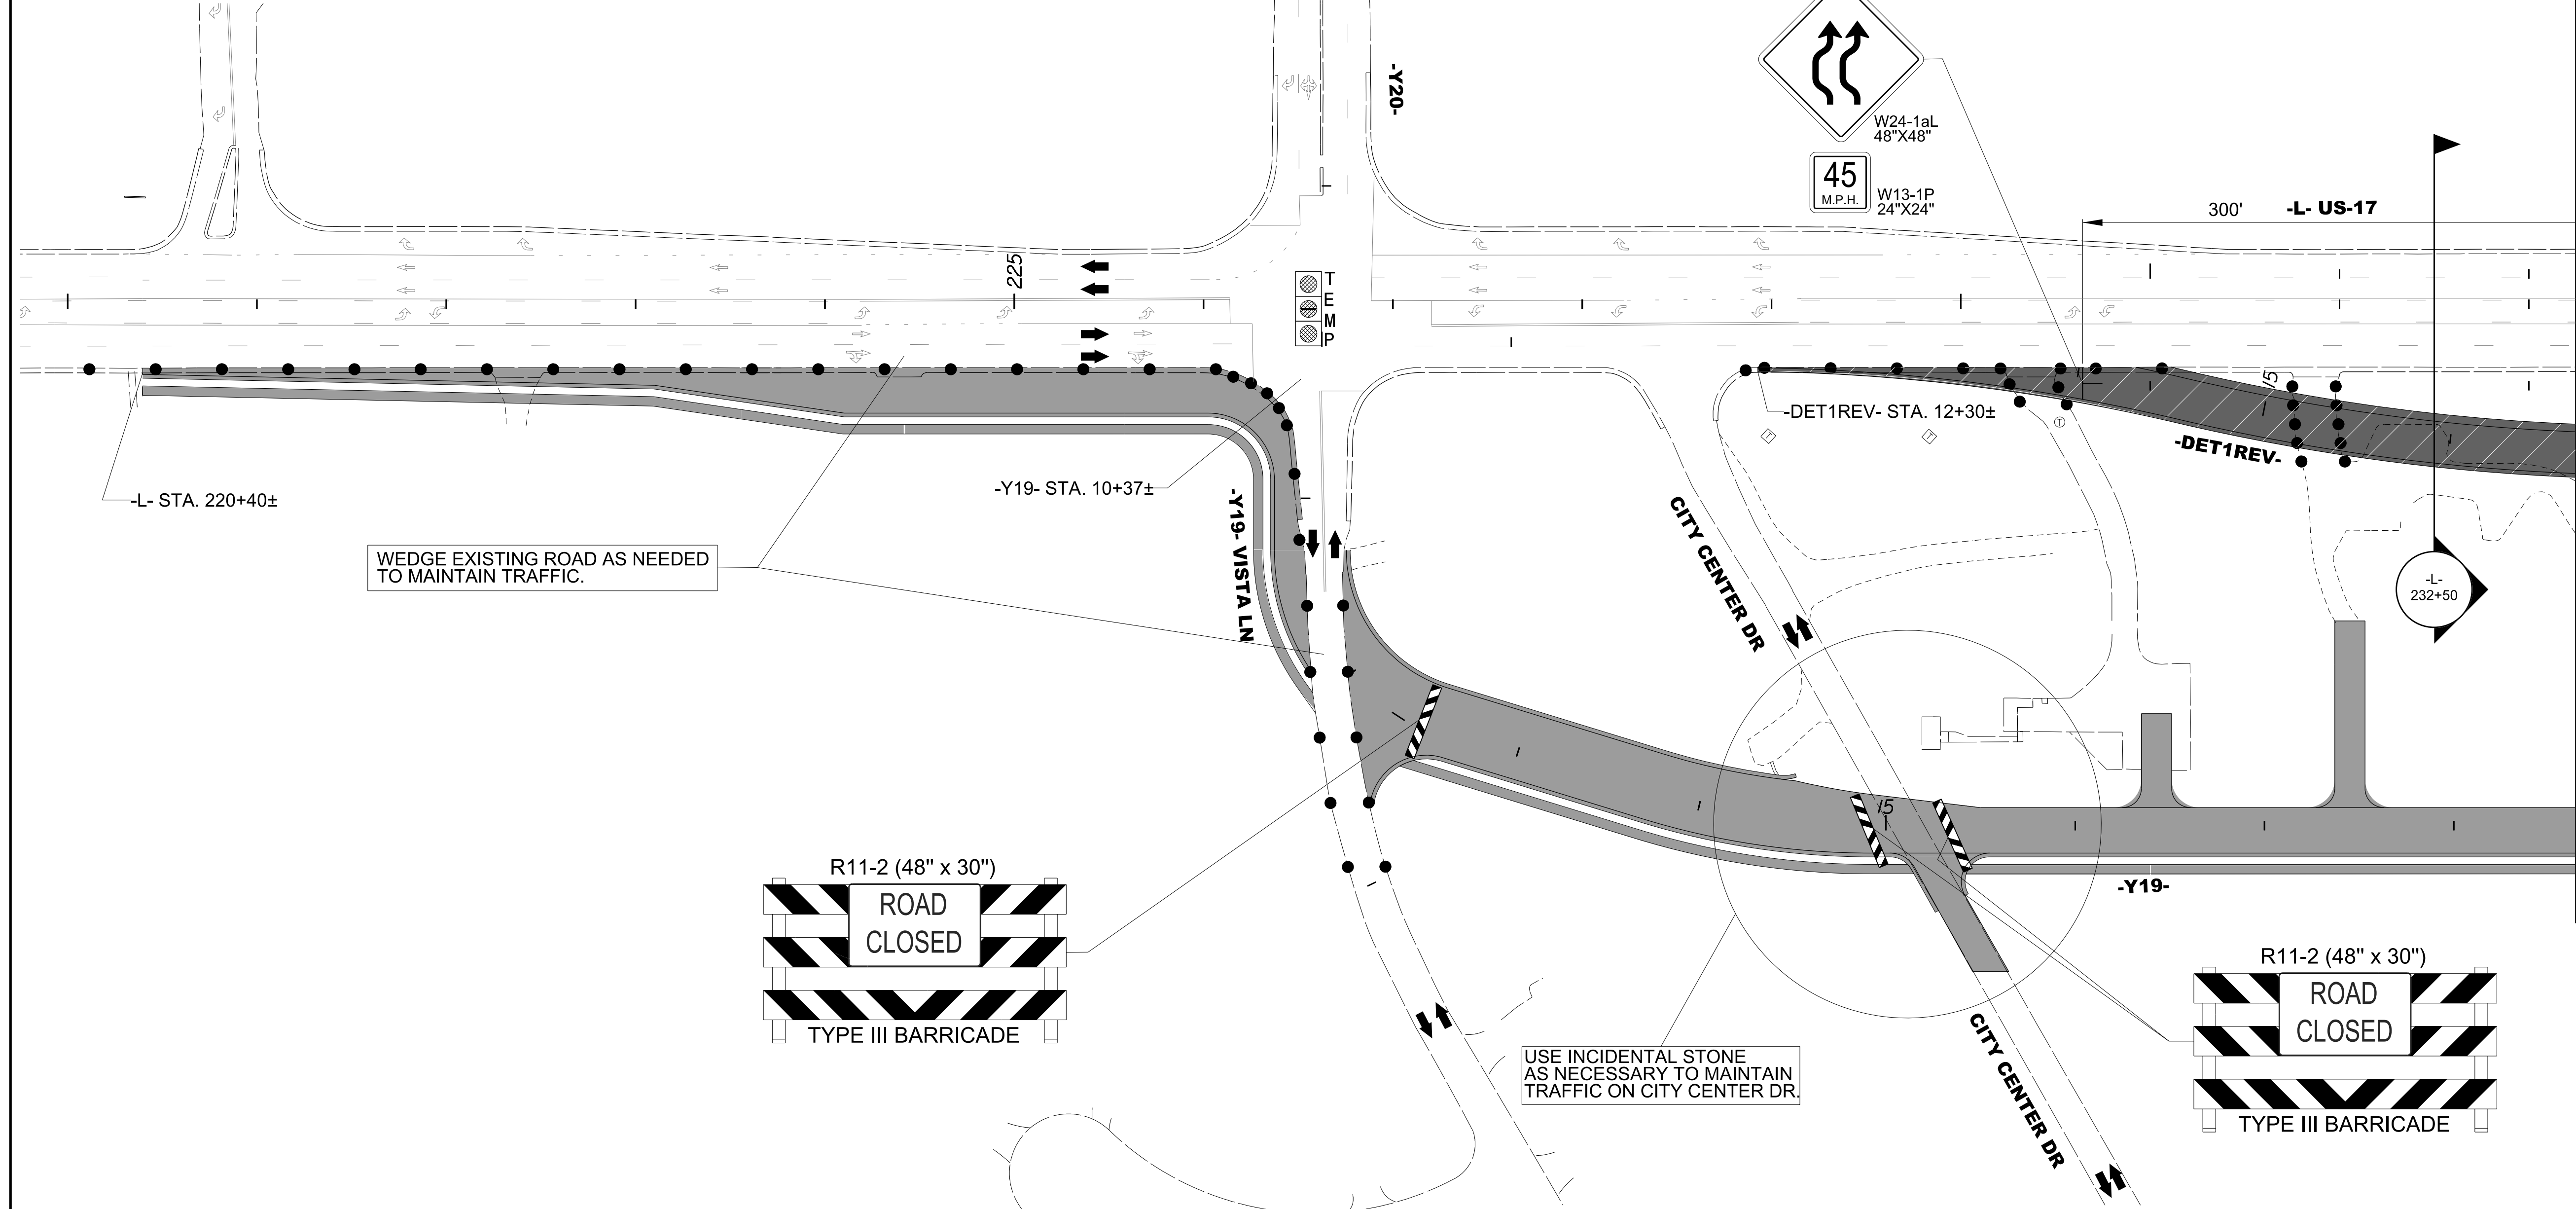 -Y20-
W24-1aL
48"X48"
45
M.P.H.
W13-1P
24"X24"
300'
-L- US-17
225
T
E
M
P
15
-DET1REV- STA. 12+30±
-DET1REV-
-L- STA. 220+40±
-Y19- STA. 10+37±
-Y19- VISTA LN
CITY CENTER DR
WEDGE EXISTING ROAD AS NEEDED
TO MAINTAIN TRAFFIC.
-L-
232+50
15
-Y19-
R11-2 (48" x 30")
ROAD
CLOSED
TYPE III BARRICADE
R11-2 (48" x 30")
ROAD
CLOSED
TYPE III BARRICADE
USE INCIDENTAL STONE
AS NECESSARY TO MAINTAIN
TRAFFIC ON CITY CENTER DR.
CITY CENTER DR
T
T
T